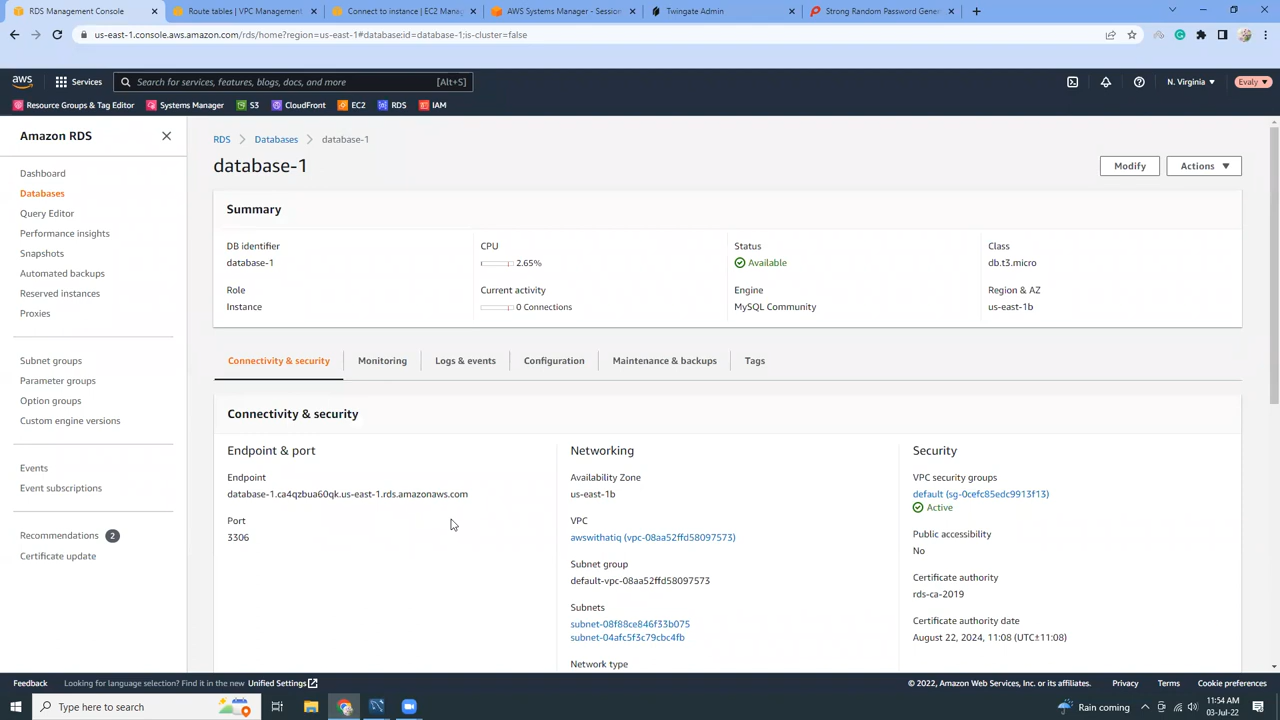 RDS Management Console
Route tables | VPC Management
Connect to instance | EC2 Manag
AWS Systems Manager - Session
Twingate Admin
Strong Random Password Gener
us-east-1.console.aws.amazon.com/rds/home?region=us-east-1#database:id=database-1;is-cluster=false
aws
Services
Search for services, features, blogs, docs, and more
[Alt+S]
N. Virginia
Evaly
Resource Groups & Tag Editor
Systems Manager
S3
CloudFront
EC2
RDS
IAM
Amazon RDS
Dashboard
Databases
Query Editor
Performance insights
Snapshots
Automated backups
Reserved instances
Proxies
Subnet groups
Parameter groups
Option groups
Custom engine versions
Events
Event subscriptions
Recommendations 2
Certificate update
RDS
Databases
database-1
database-1
Modify
Actions
Summary
DB identifier
database-1
CPU
2.65%
Status
Available
Class
db.t3.micro
Role
Instance
Current activity
0 Connections
Engine
MySQL Community
Region & AZ
us-east-1b
Connectivity & security
Monitoring
Logs & events
Configuration
Maintenance & backups
Tags
Connectivity & security
Endpoint & port
Endpoint
database-1.ca4qzbua60qk.us-east-1.rds.amazonaws.com
Port
3306
Networking
Availability Zone
us-east-1b
VPC
awswithatiq (vpc-08aa52ffd58097573)
Subnet group
default-vpc-08aa52ffd58097573
Subnets
subnet-08f88ce846f33b075
subnet-04afc5f3c79cbc4fb
Network type
Security
VPC security groups
default (sg-0cefc85edc9913f13)
Active
Public accessibility
No
Certificate authority
rds-ca-2019
Certificate authority date
August 22, 2024, 11:08 (UTC±11:08)
Feedback
Looking for language selection? Find it in the new Unified Settings
© 2022, Amazon Web Services, Inc. or its affiliates.
Privacy
Terms
Cookie preferences
Type here to search
Rain coming
11:54 AM
03-Jul-22